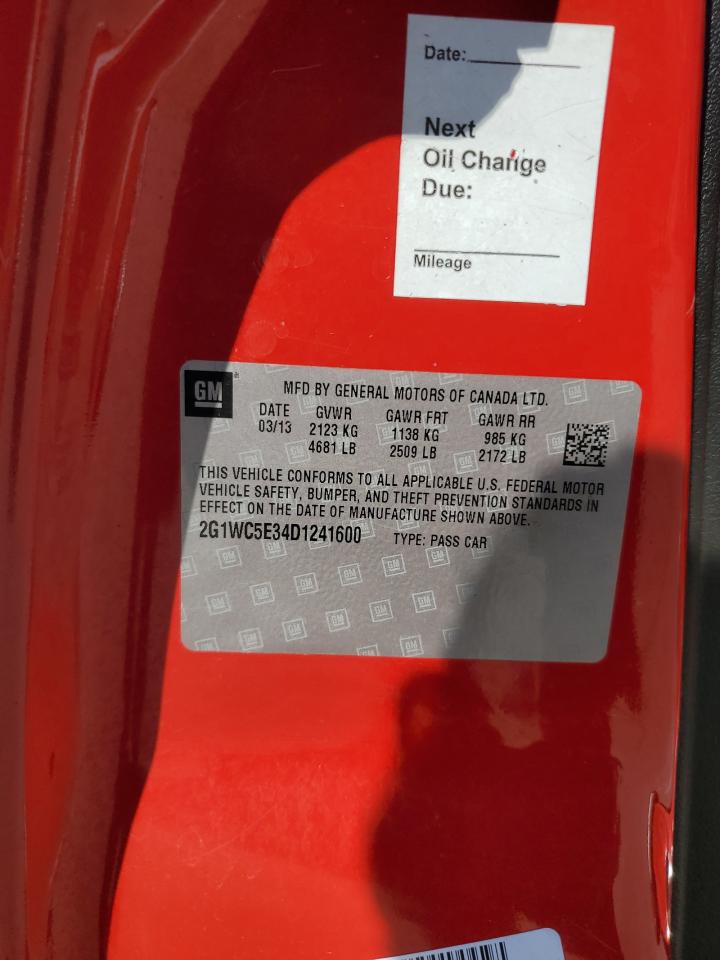 Date:
Next
Oil Change
Due:
Mileage
GM
MFD BY GENERAL MOTORS OF CANADA LTD.
DATE GVWR GAWR FRT GAWR RR
03/13 2123 KG 1138 KG 985 KG
4681 LB 2509 LB 2172 LB
THIS VEHICLE CONFORMS TO ALL APPLICABLE U.S. FEDERAL MOTOR
VEHICLE SAFETY, BUMPER, AND THEFT PREVENTION STANDARDS IN
EFFECT ON THE DATE OF MANUFACTURE SHOWN ABOVE.
2G1WC5E34D1241600 TYPE: PASS CAR